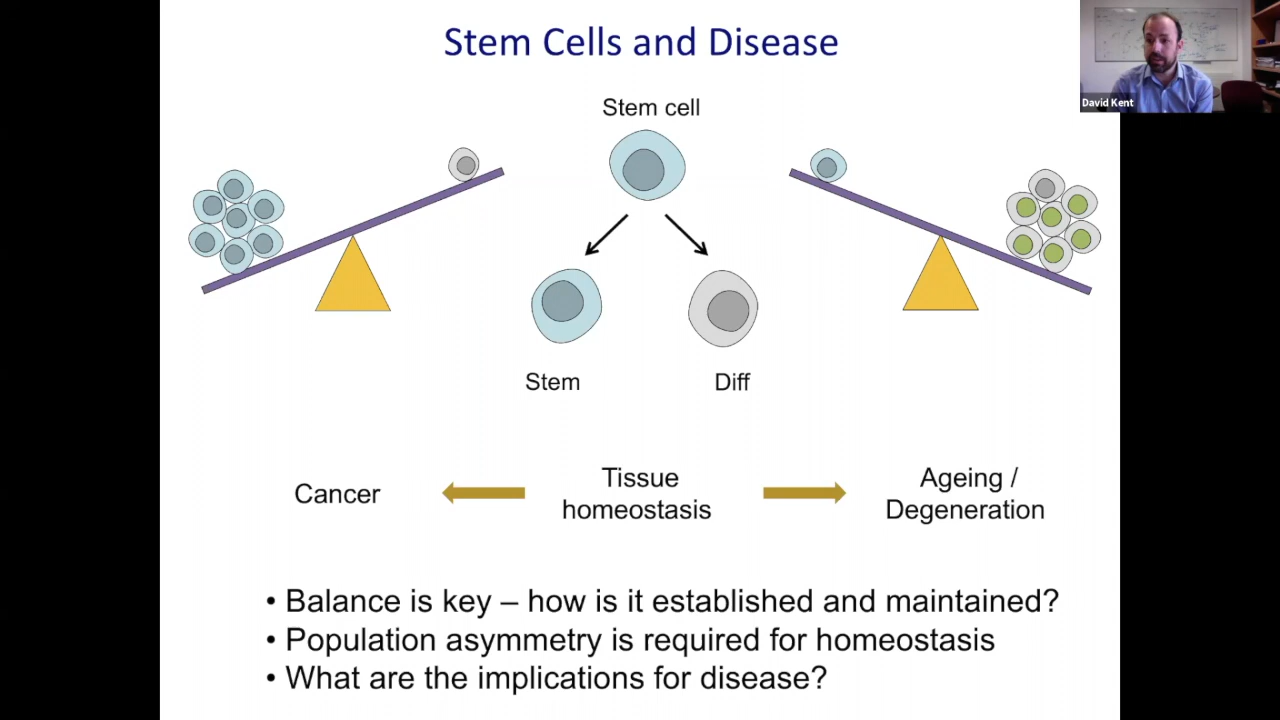 Stem Cells and Disease
David Kent
Stem cell
Stem
Diff
Cancer
Tissue
homeostasis
Ageing /
Degeneration
• Balance is key – how is it established and maintained?
• Population asymmetry is required for homeostasis
• What are the implications for disease?